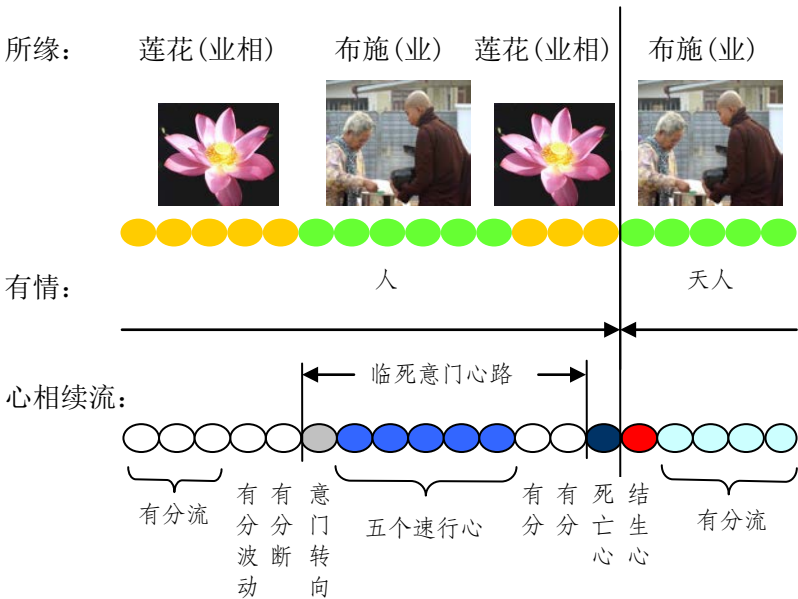 所缘： 莲花(业相) 布施(业) 莲花(业相) 布施(业)
有情： 人 天人
临死意门心路
心相续流：
有分流
有分波动
有分断
意门转向
五个速行心
有分
有分
死亡心
结生心
有分流